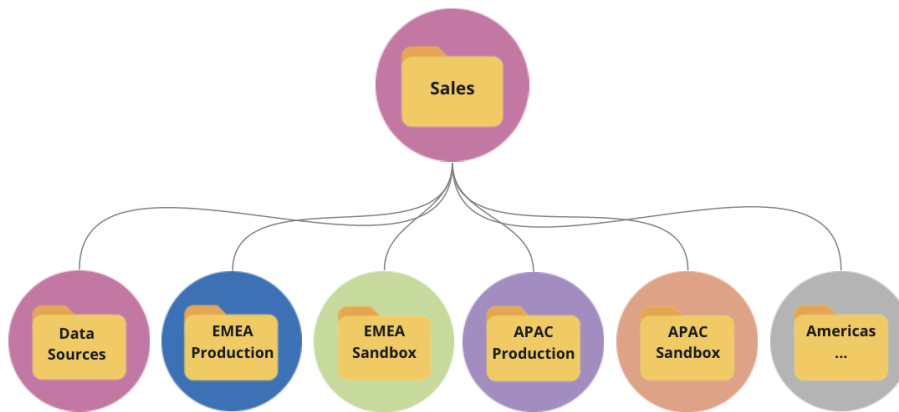 Sales
Data
Sources
EMEA
Production
EMEA
Sandbox
APAC
Production
APAC
Sandbox
Americas
...